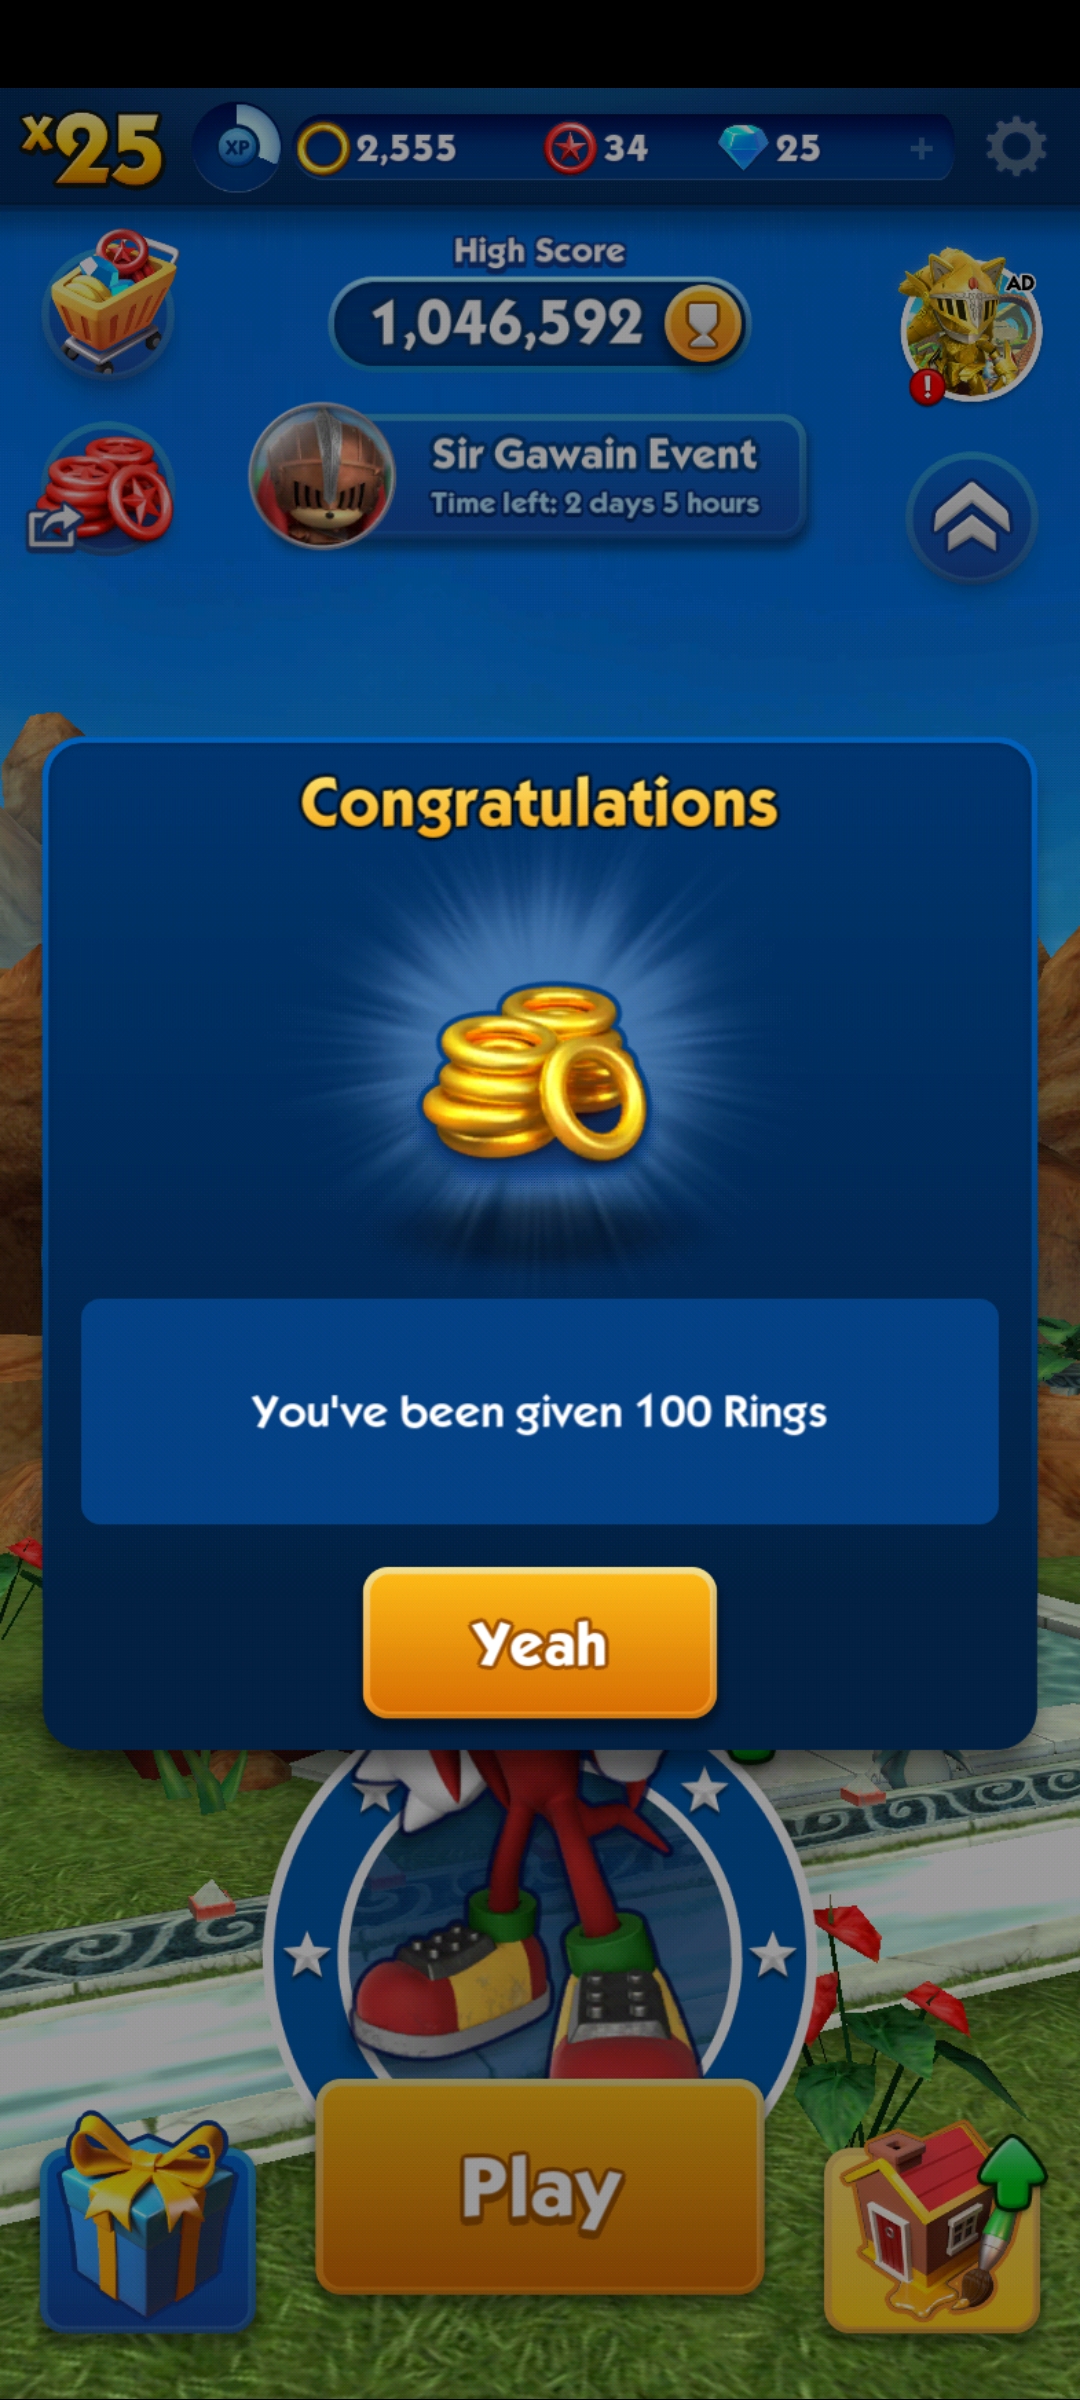 x25
XP
2,555
34
25
+
High Score
1,046,592
AD
!
Sir Gawain Event
Time left: 2 days 5 hours
Congratulations
You've been given 100 Rings
Yeah
Play